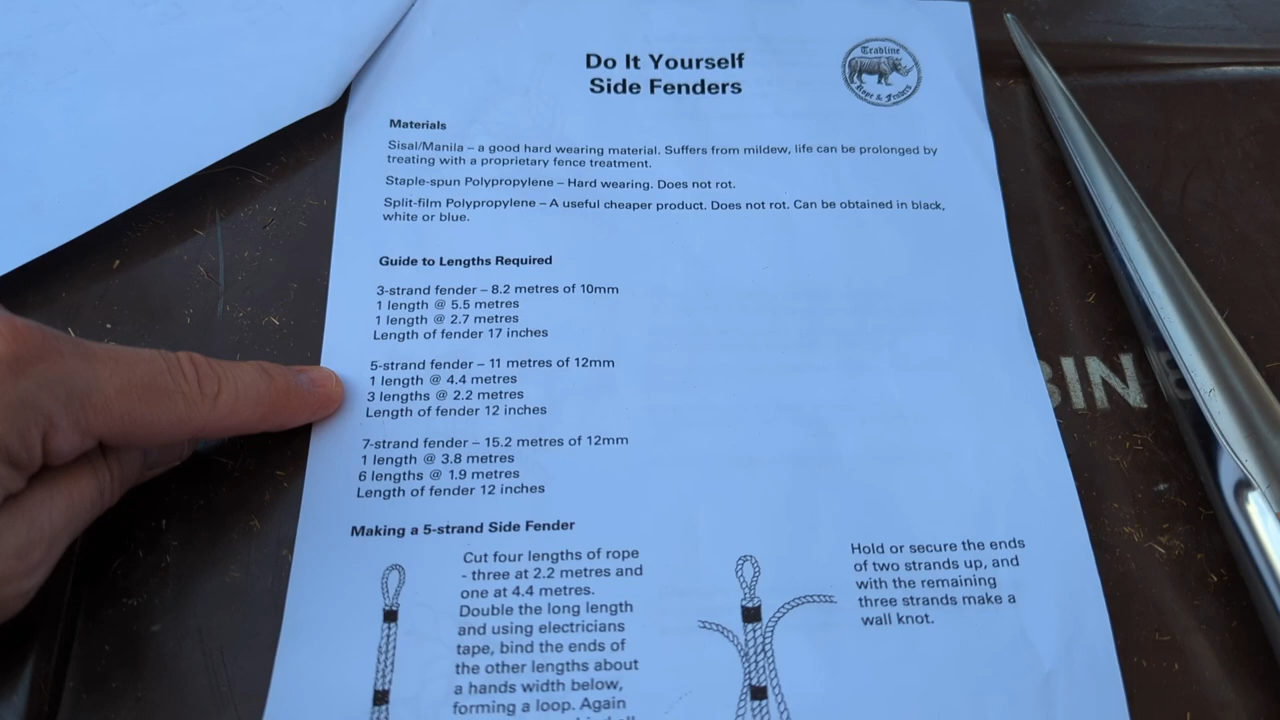 Do It Yourself
Side Fenders
Tradline
Rope & Fenders
Materials
Sisal/Manila – a good hard wearing material. Suffers from mildew, life can be prolonged by
treating with a proprietary fence treatment.
Staple-spun Polypropylene – Hard wearing. Does not rot.
Split-film Polypropylene – A useful cheaper product. Does not rot. Can be obtained in black,
white or blue.
Guide to Lengths Required
3-strand fender – 8.2 metres of 10mm
1 length @ 5.5 metres
1 length @ 2.7 metres
Length of fender 17 inches
5-strand fender – 11 metres of 12mm
1 length @ 4.4 metres
3 lengths @ 2.2 metres
Length of fender 12 inches
7-strand fender – 15.2 metres of 12mm
1 length @ 3.8 metres
6 lengths @ 1.9 metres
Length of fender 12 inches
Making a 5-strand Side Fender
Cut four lengths of rope
- three at 2.2 metres and
one at 4.4 metres.
Double the long length
and using electricians
tape, bind the ends of
the other lengths about
a hands width below,
forming a loop. Again
Hold or secure the ends
of two strands up, and
with the remaining
three strands make a
wall knot.
BIN